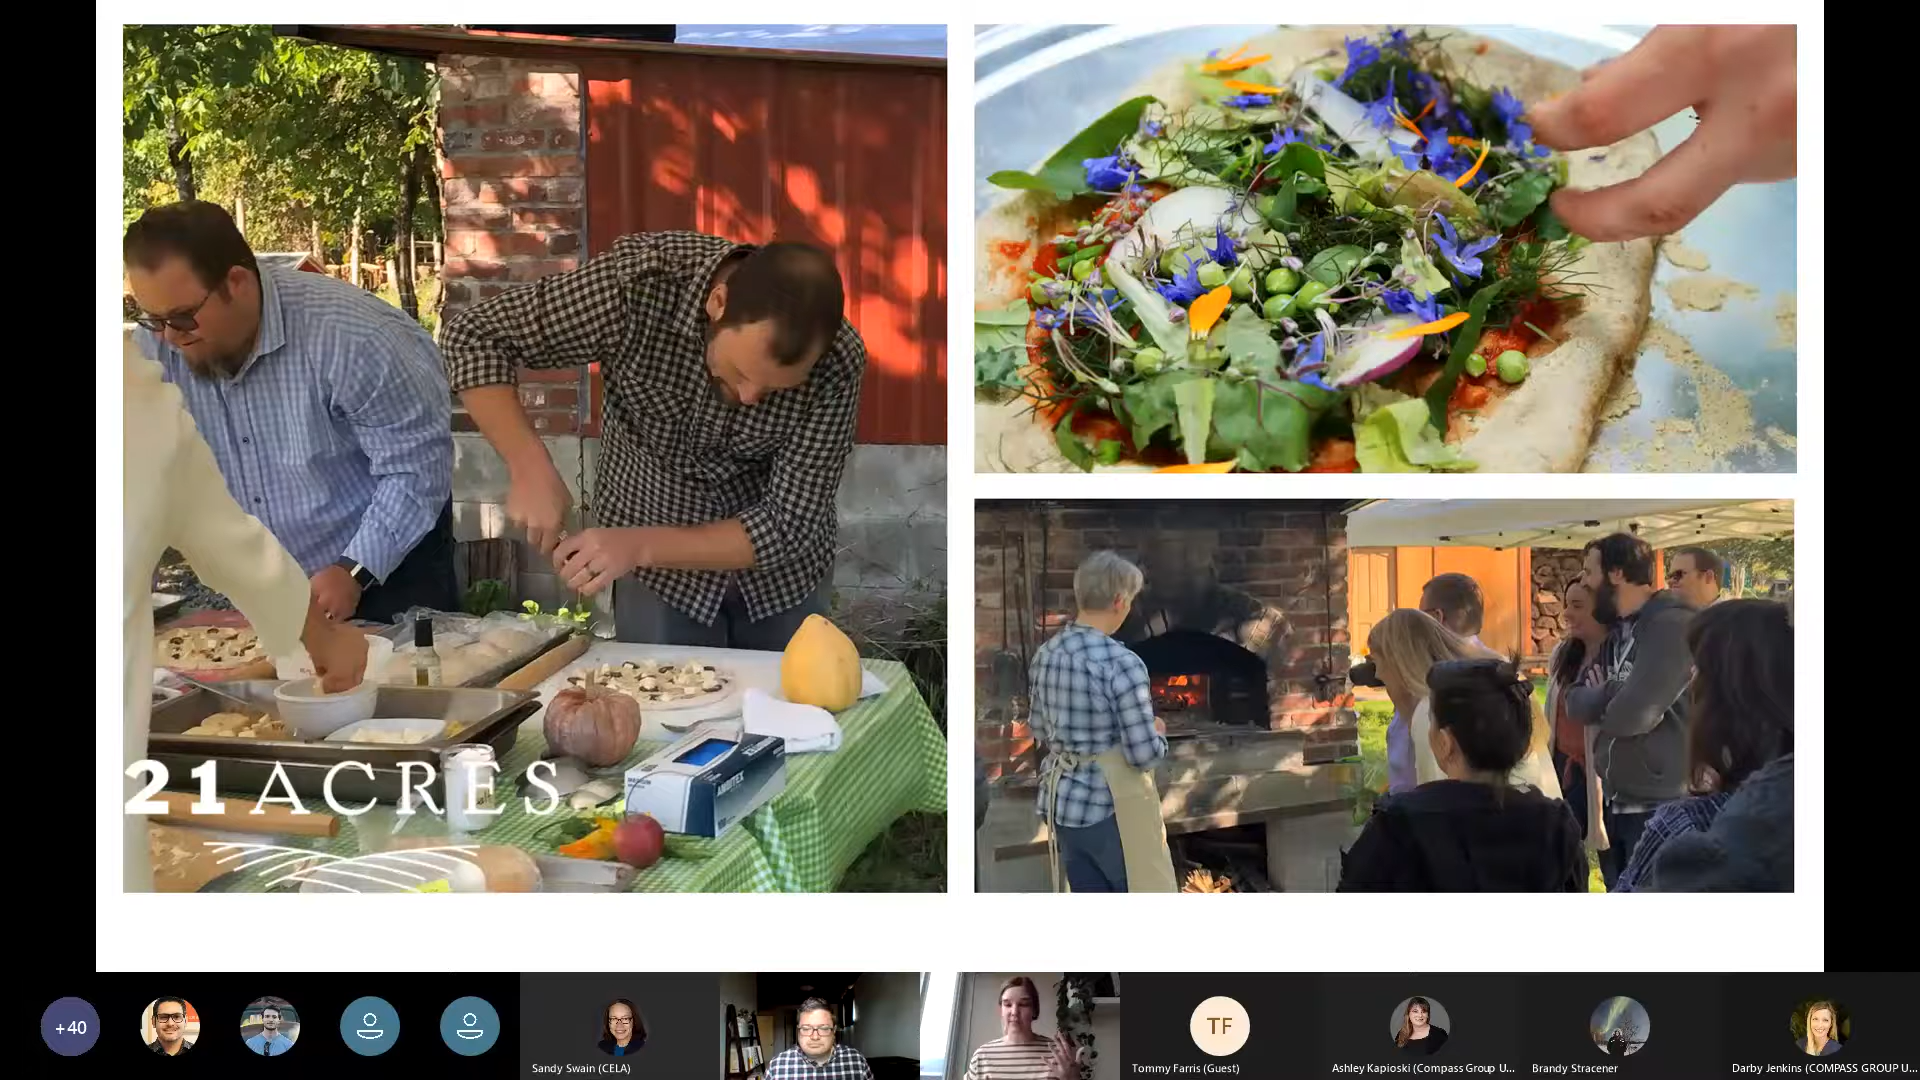 21 ACRES
+40
Sandy Swain (CELA)
TF
Tommy Farris (Guest)
Ashley Kapioski (Compass Group U...
Brandy Stracener
Darby Jenkins (COMPASS GROUP U...